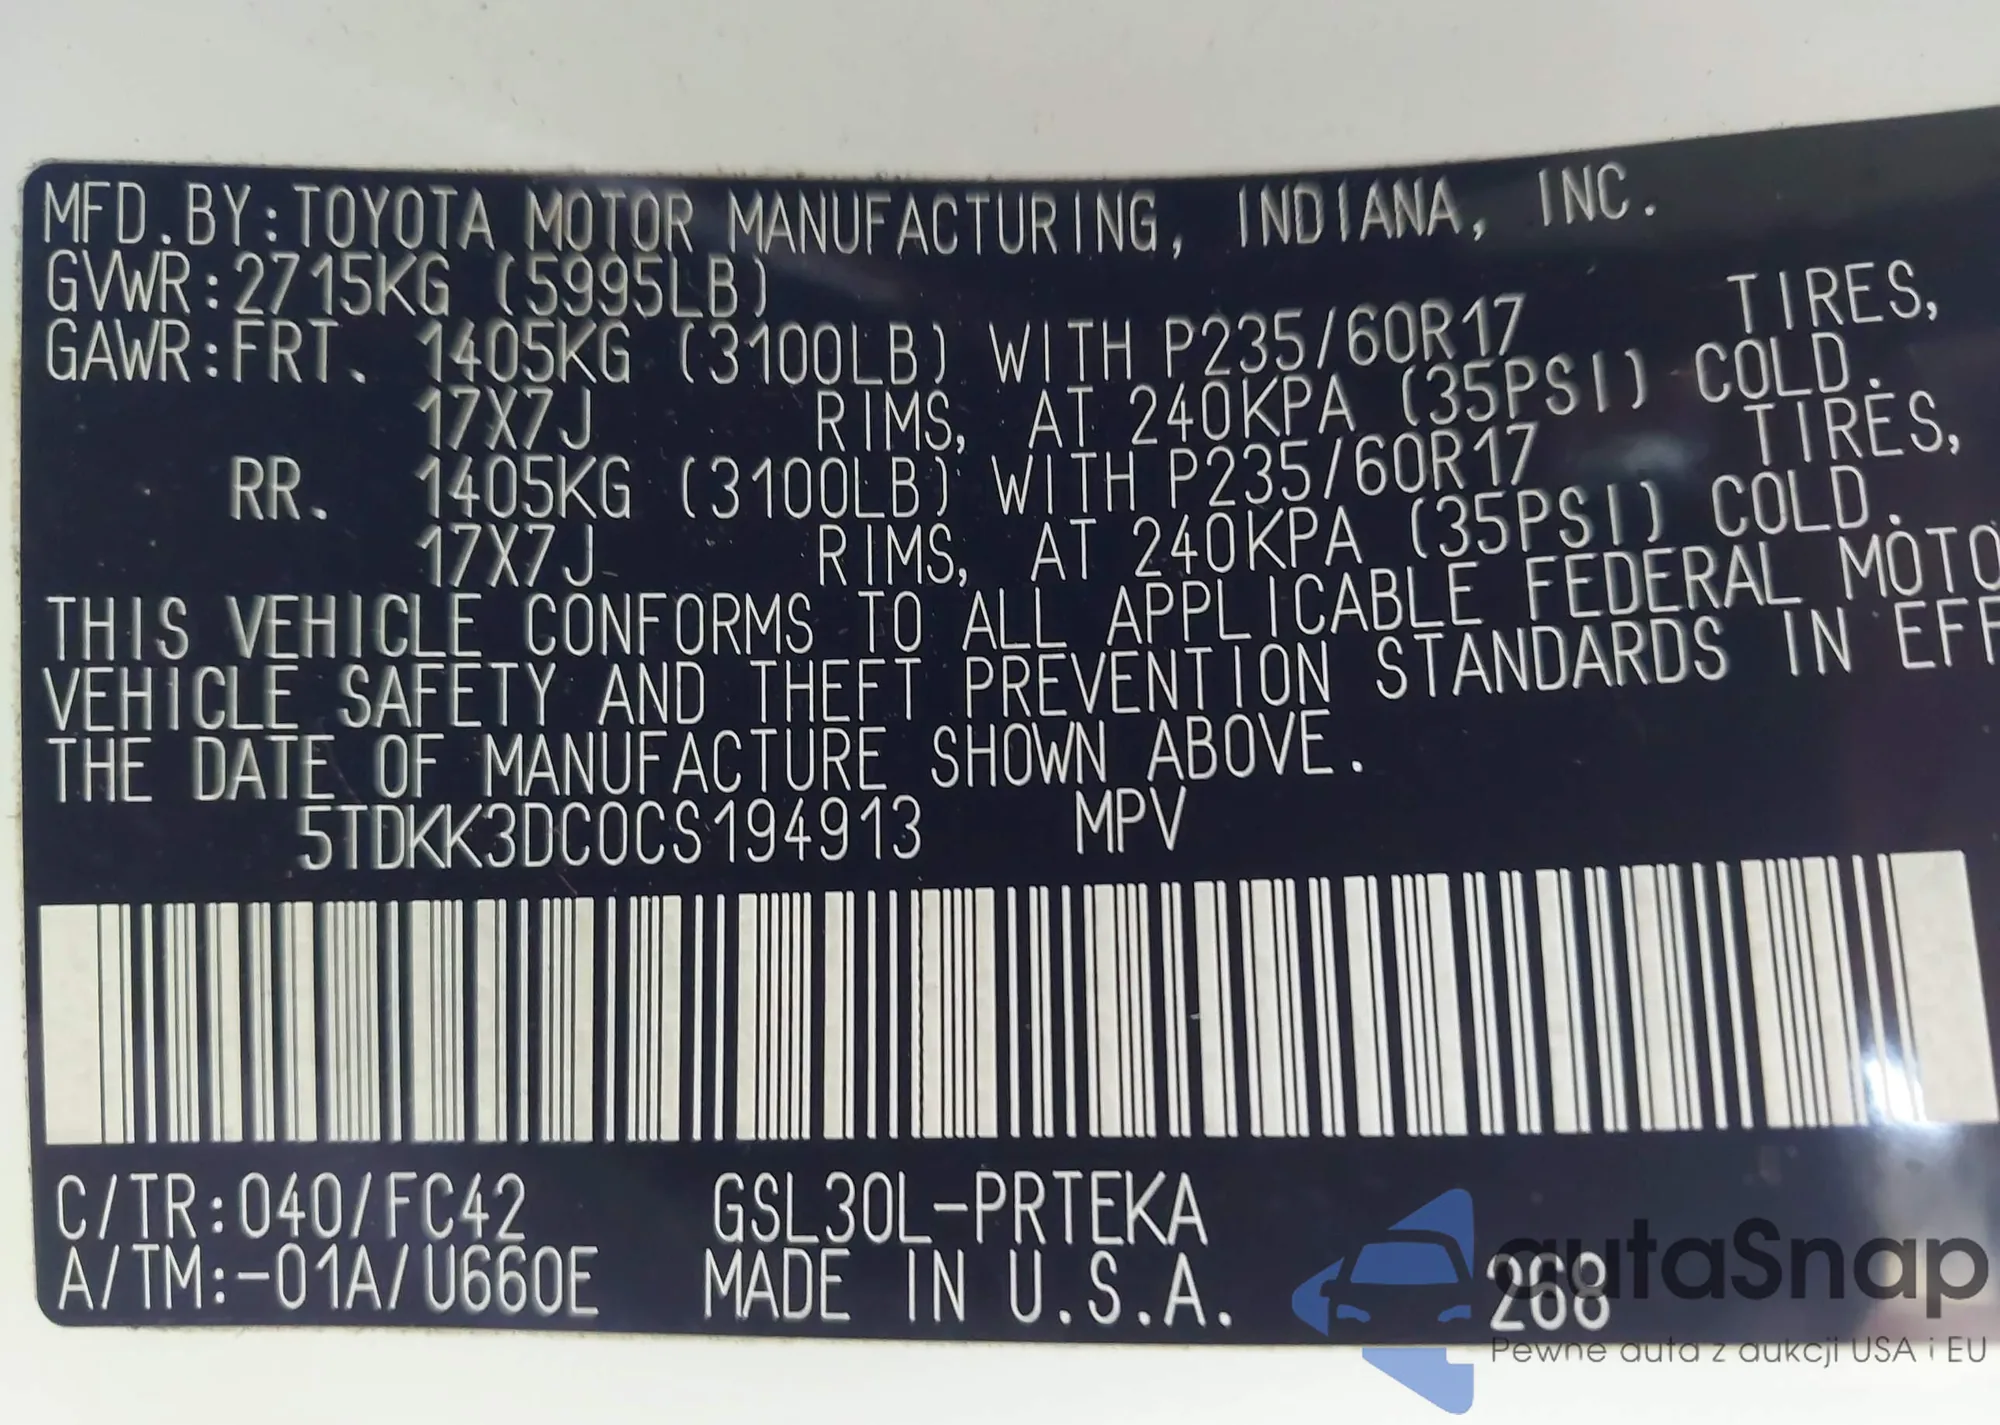 MFD.BY:TOYOTA MOTOR MANUFACTURING, INDIANA, INC.
GVWR:2715KG (5995LB)
GAWR:FRT. 1405KG (3100LB) WITH P235/60R17 TIRES,
17X7J RIMS, AT 240KPA (35PSI) COLD.
RR. 1405KG (3100LB) WITH P235/60R17 TIRES,
17X7J RIMS, AT 240KPA (35PSI) COLD.
THIS VEHICLE CONFORMS TO ALL APPLICABLE FEDERAL MOTO
VEHICLE SAFETY AND THEFT PREVENTION STANDARDS IN EFF
THE DATE OF MANUFACTURE SHOWN ABOVE.
5TDKK3DC0CS194913 MPV
C/TR:040/FC42 GSL30L-PRTEKA
A/TM:-01A/U660E MADE IN U.S.A. 268
autaSnap
Pewne auta z aukcji USA i EU